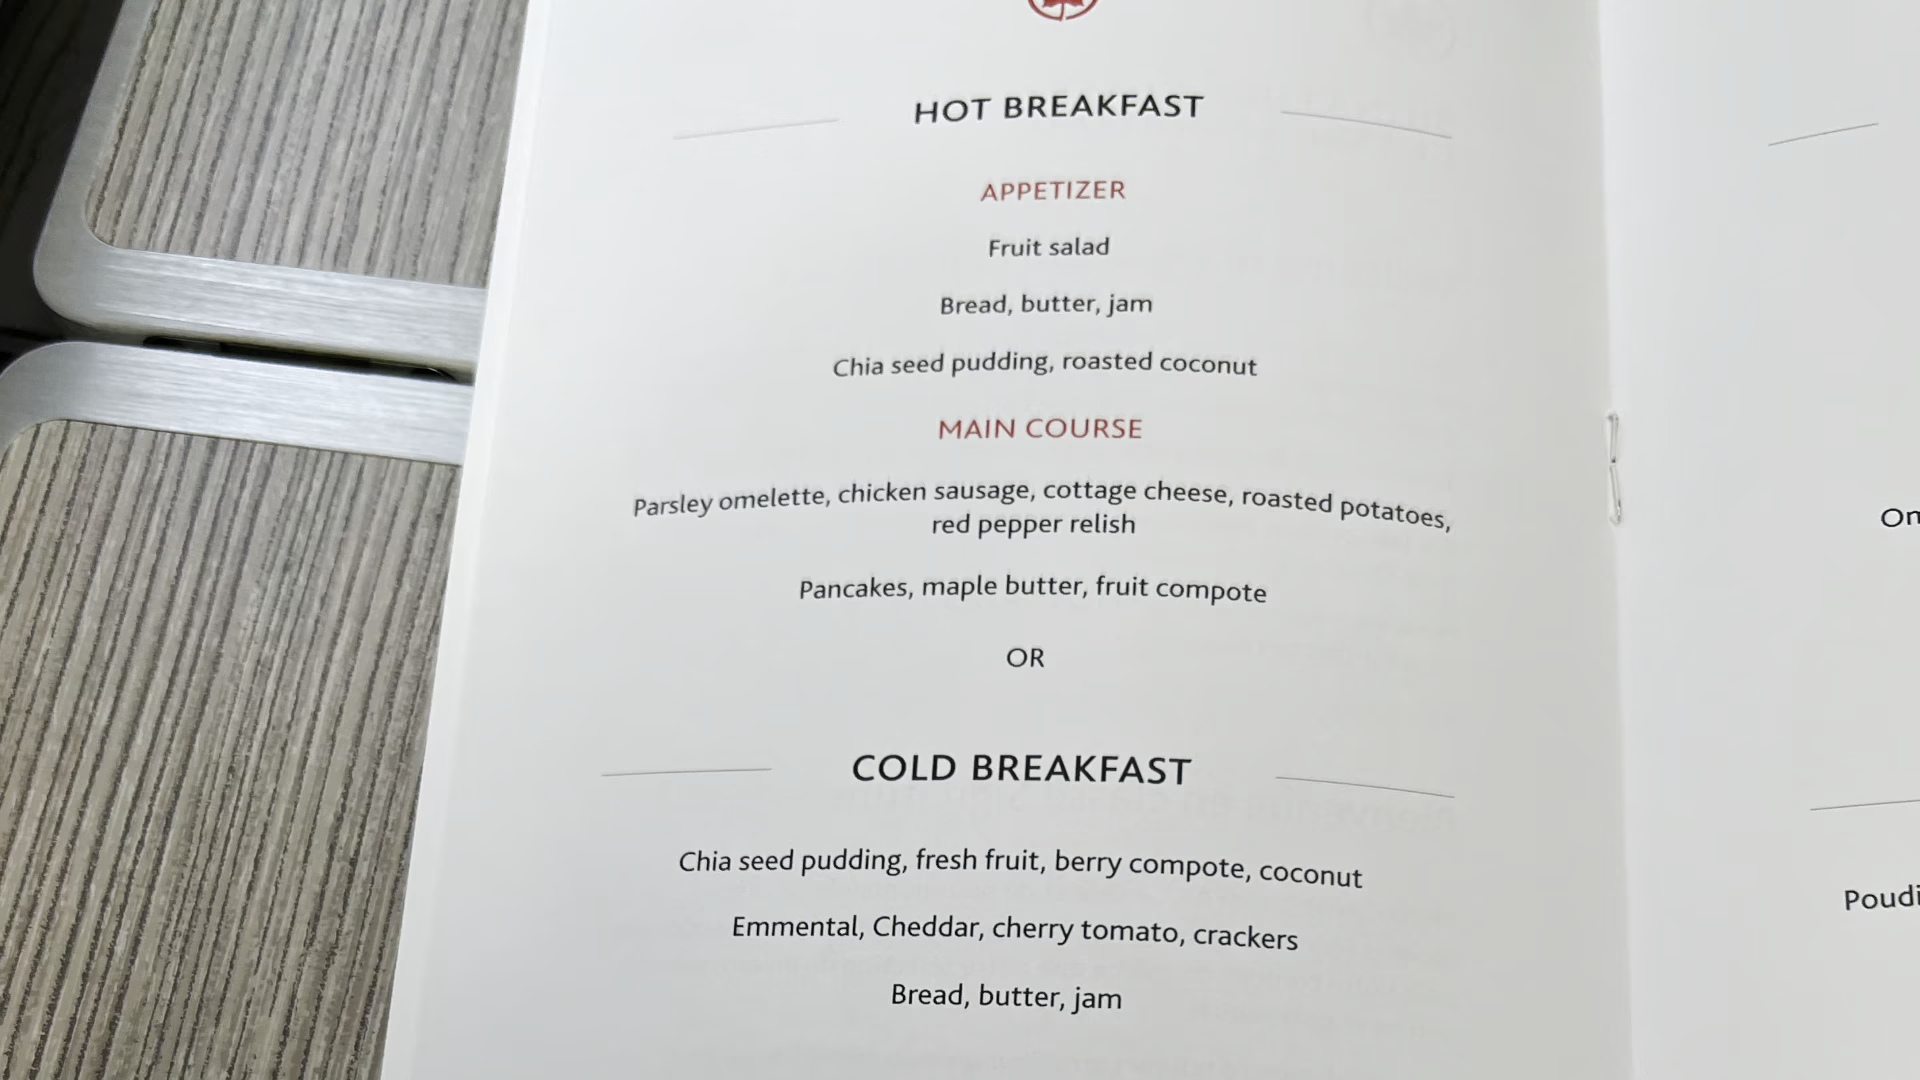 HOT BREAKFAST
APPETIZER
Fruit salad
Bread, butter, jam
Chia seed pudding, roasted coconut
MAIN COURSE
Parsley omelette, chicken sausage, cottage cheese, roasted potatoes,
red pepper relish
Pancakes, maple butter, fruit compote
OR
COLD BREAKFAST
Chia seed pudding, fresh fruit, berry compote, coconut
Emmental, Cheddar, cherry tomato, crackers
Bread, butter, jam